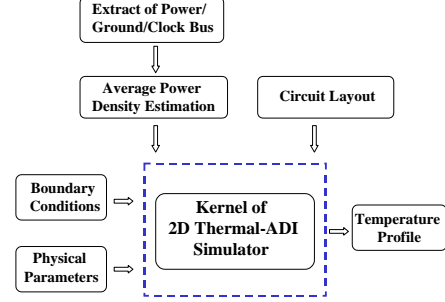 Extract of Power/
Ground/Clock Bus
Average Power
Density Estimation
Circuit Layout
Boundary
Conditions
Kernel of
2D Thermal-ADI
Simulator
Temperature
Profile
Physical
Parameters